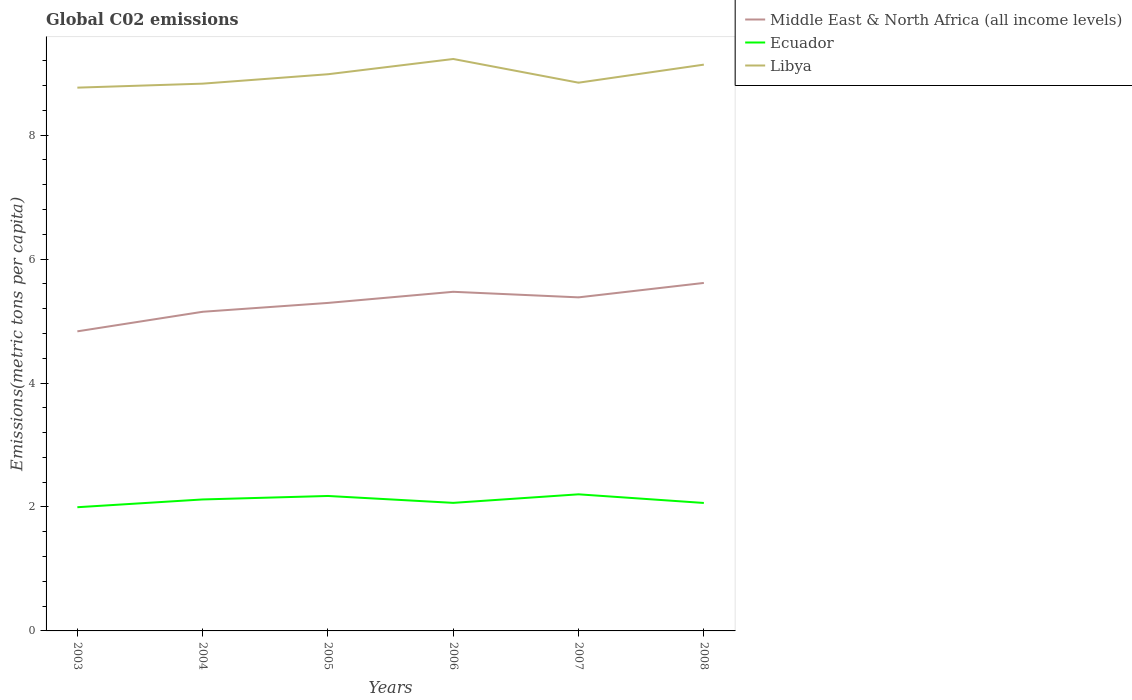 Global C02 emissions
Middle East & North Africa (all income levels)
Ecuador
Libya
Emissions(metric tons per capita)
8
6
4
2
0
2003
2004
2005
2006
2007
2008
Years